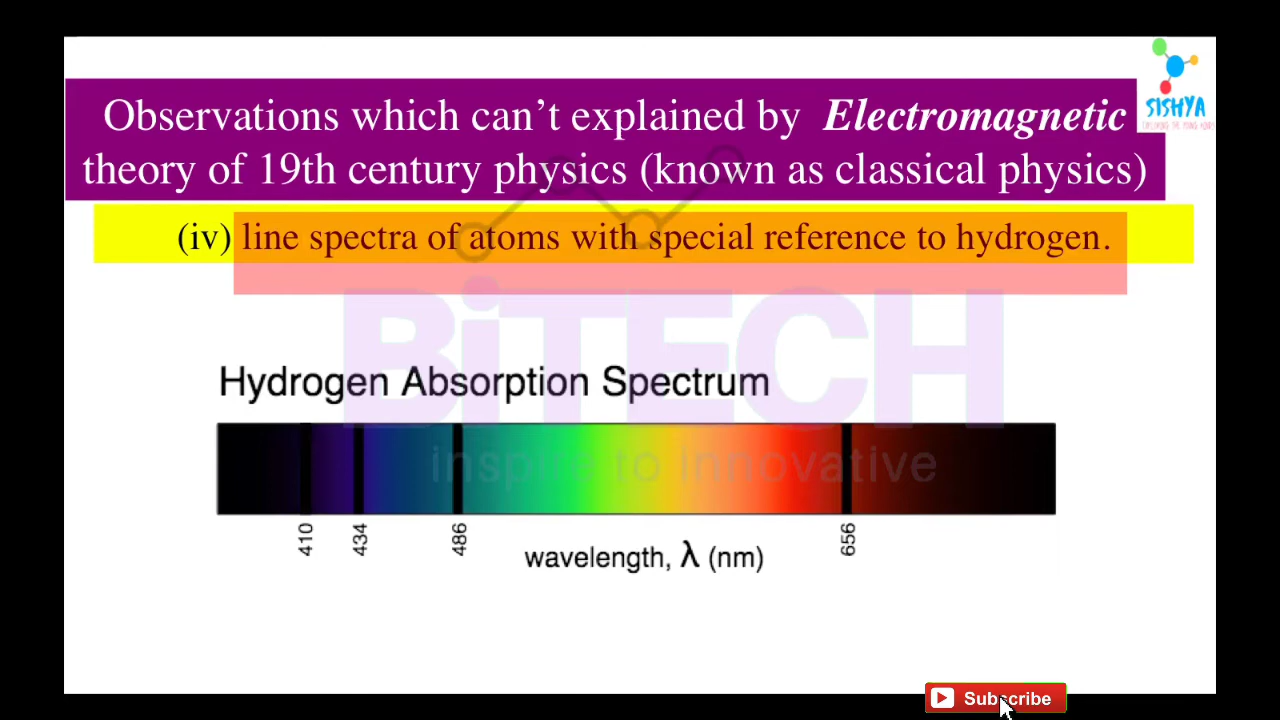 Observations which can’t explained by Electromagnetic
theory of 19th century physics (known as classical physics)
SISHYA
(iv) line spectra of atoms with special reference to hydrogen.
BiTECH
inspire to innovative
Hydrogen Absorption Spectrum
410
434
486
656
wavelength, λ (nm)
Subscribe